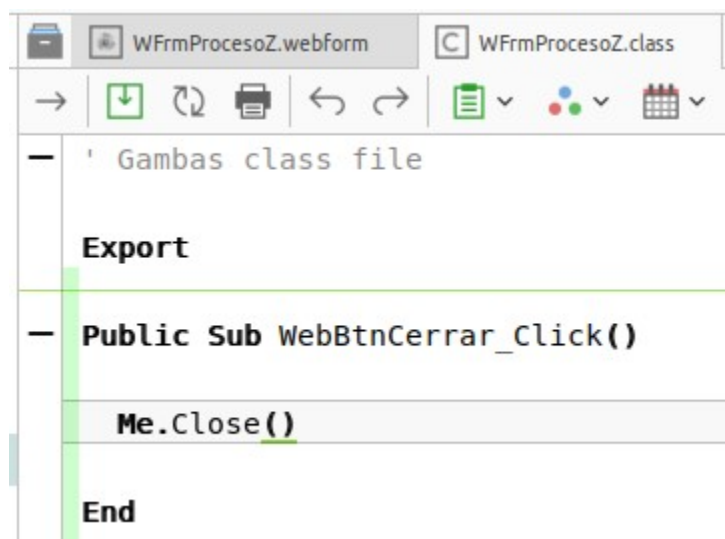 WFrmProcesoZ.webform
C WFrmProcesoZ.class
' Gambas class file
Export
Public Sub WebBtnCerrar_Click()
Me.Close()
End